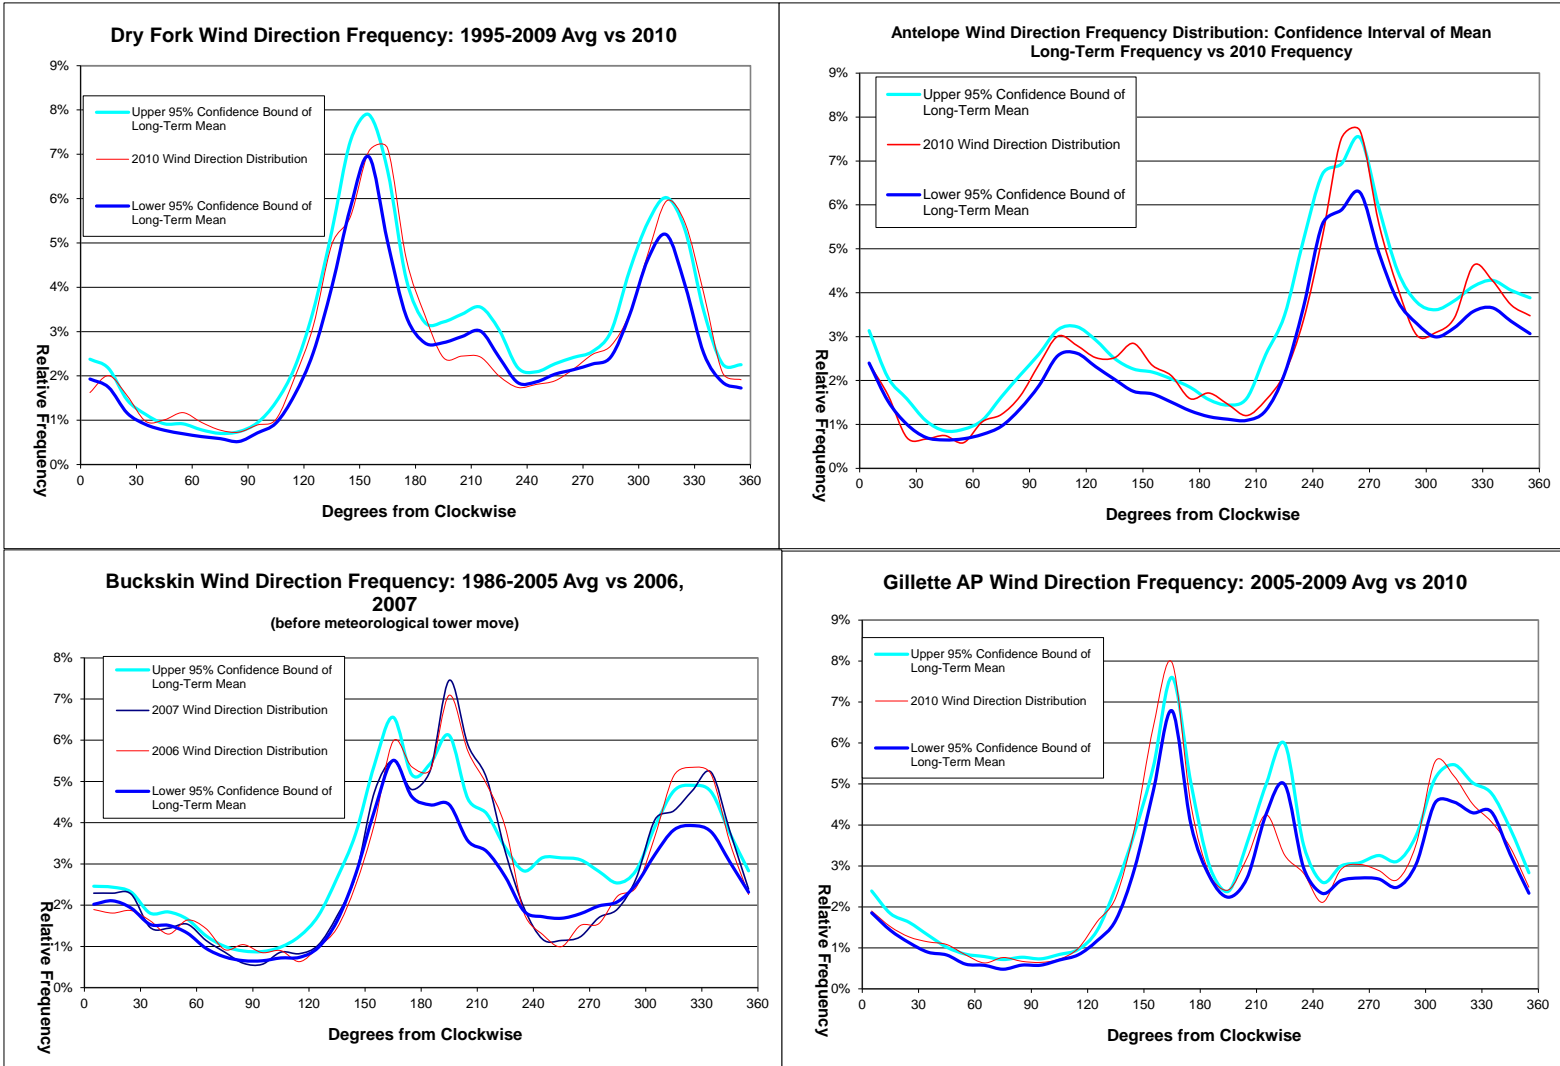 Dry Fork Wind Direction Frequency: 1995-2009 Avg vs 2010
9%
8%
7%
6%
5%
4%
3%
2%
1%
0%
Relative Frequency
Upper 95% Confidence Bound of
Long-Term Mean
2010 Wind Direction Distribution
Lower 95% Confidence Bound of
Long-Term Mean
0 30 60 90 120 150 180 210 240 270 300 330 360
Degrees from Clockwise
Antelope Wind Direction Frequency Distribution: Confidence Interval of Mean
Long-Term Frequency vs 2010 Frequency
9%
8%
7%
6%
5%
4%
3%
2%
1%
0%
Relative Frequency
Upper 95% Confidence Bound of
Long-Term Mean
2010 Wind Direction Distribution
Lower 95% Confidence Bound of
Long-Term Mean
0 30 60 90 120 150 180 210 240 270 300 330 360
Degrees from Clockwise
Buckskin Wind Direction Frequency: 1986-2005 Avg vs 2006,
2007
(before meteorological tower move)
8%
7%
6%
5%
4%
3%
2%
1%
0%
Relative Frequency
Upper 95% Confidence Bound of
Long-Term Mean
2007 Wind Direction Distribution
2006 Wind Direction Distribution
Lower 95% Confidence Bound of
Long-Term Mean
0 30 60 90 120 150 180 210 240 270 300 330 360
Degrees from Clockwise
Gillette AP Wind Direction Frequency: 2005-2009 Avg vs 2010
9%
8%
7%
6%
5%
4%
3%
2%
1%
0%
Relative Frequency
Upper 95% Confidence Bound of
Long-Term Mean
2010 Wind Direction Distribution
Lower 95% Confidence Bound of
Long-Term Mean
0 30 60 90 120 150 180 210 240 270 300 330 360
Degrees from Clockwise